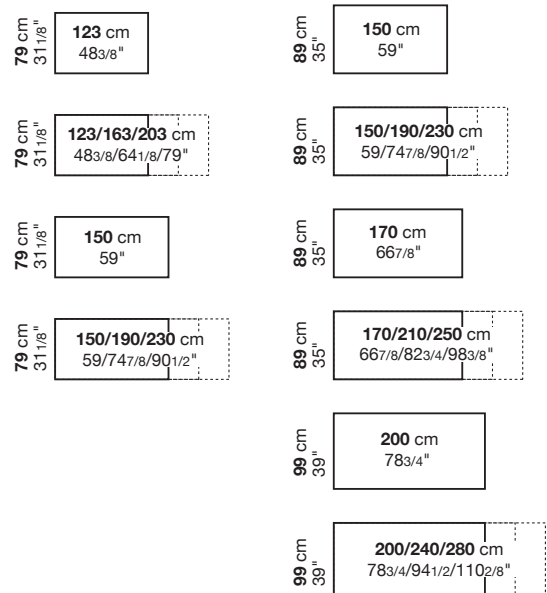 79 cm
31 1/8"
123 cm
48 3/8"
79 cm
31 1/8"
123/163/203 cm
48 3/8/64 1/8/79"
79 cm
31 1/8"
150 cm
59"
79 cm
31 1/8"
150/190/230 cm
59/74 7/8/90 1/2"
89 cm
35"
150 cm
59"
89 cm
35"
150/190/230 cm
59/74 7/8/90 1/2"
89 cm
35"
170 cm
66 7/8"
89 cm
35"
170/210/250 cm
66 7/8/82 3/4/98 3/8"
99 cm
39"
200 cm
78 3/4"
99 cm
39"
200/240/280 cm
78 3/4/94 1/2/110 2/8"